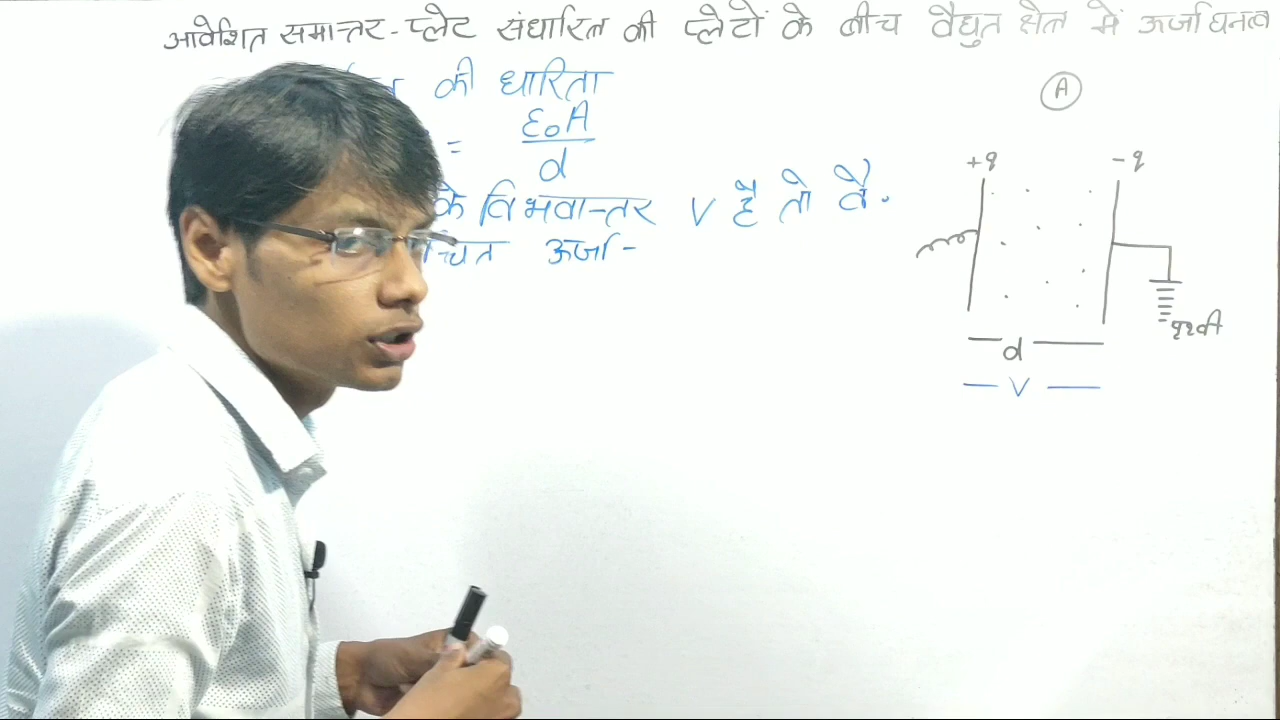 आवेशित समान्तर-प्लेट संधारित्र की प्लेटों के बीच वैद्युत क्षेत्र में ऊर्जा घनत्व
की धारिता
= ε₀A
d
के विभवान्तर V है तो वै.
ऊर्जा -
A
+q
-q
पृथ्वी
d
V